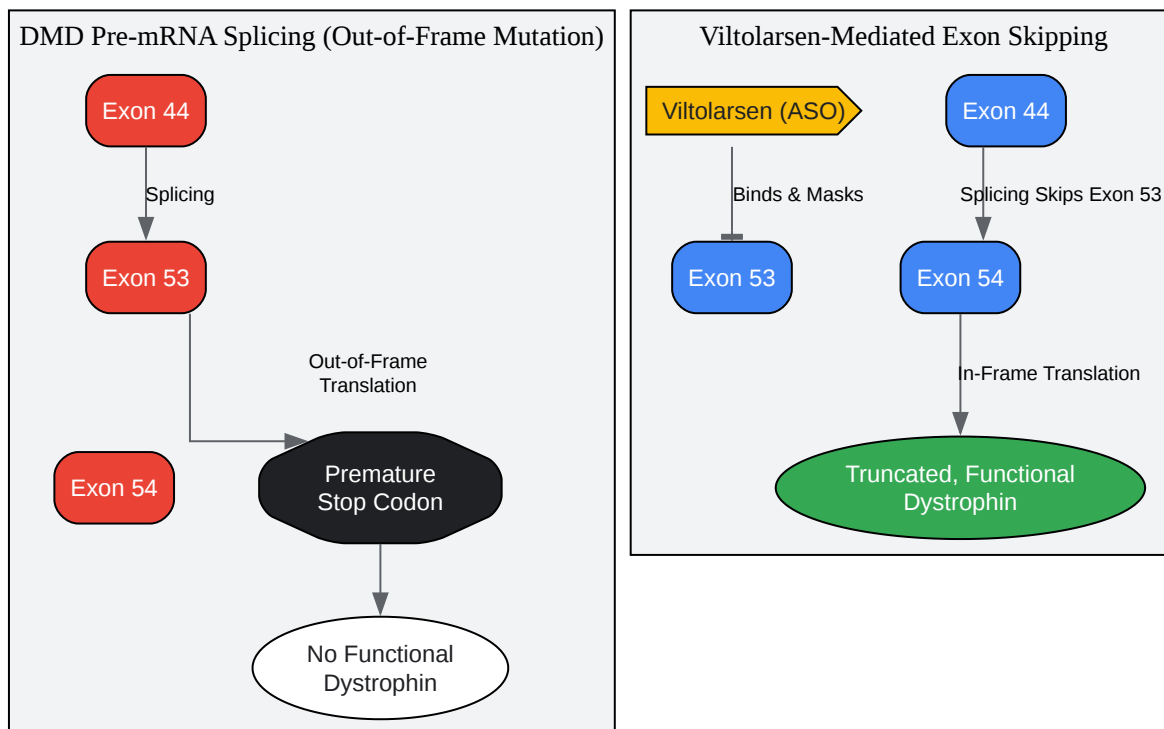 DMD Pre-mRNA Splicing (Out-of-Frame Mutation)
Exon 44
Splicing
Exon 53
Out-of-Frame
Translation
Exon 54
Premature
Stop Codon
No Functional
Dystrophin
Viltolarsen-Mediated Exon Skipping
Viltolarsen (ASO)
Exon 44
Binds & Masks
Splicing Skips Exon 53
Exon 53
Exon 54
In-Frame Translation
Truncated, Functional
Dystrophin